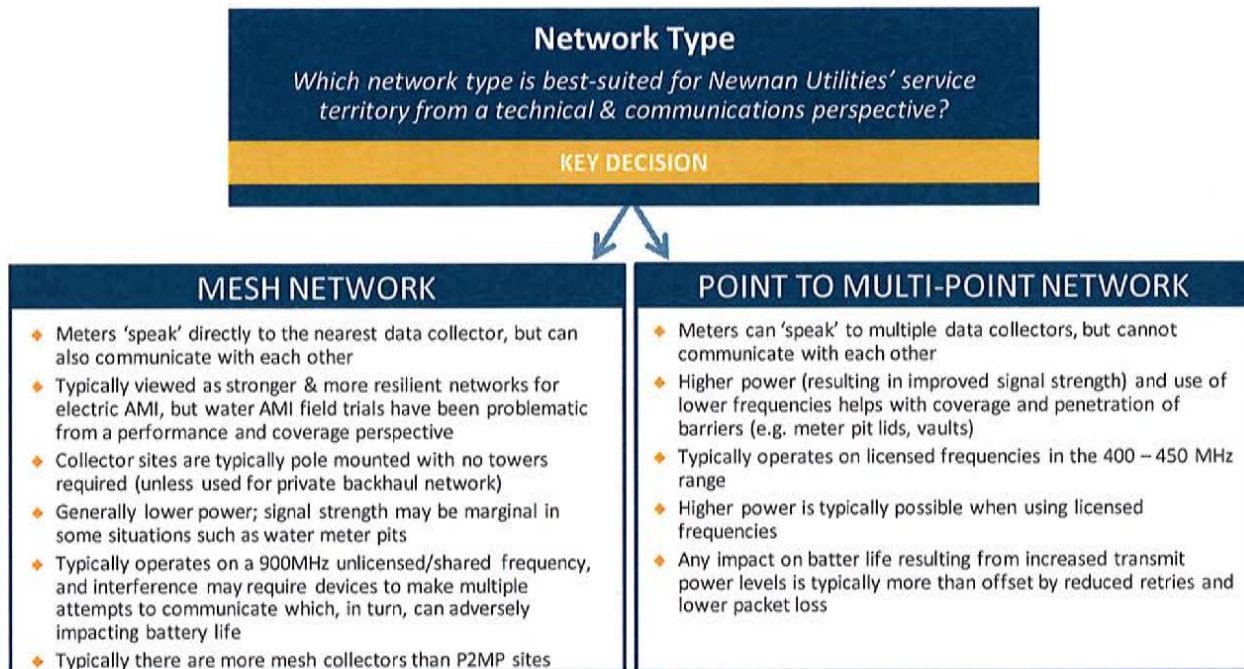 Network Type
Which network type is best-suited for Newnan Utilities' service
territory from a technical & communications perspective?
KEY DECISION
MESH NETWORK
Meters 'speak' directly to the nearest data collector, but can
also communicate with each other
Typically viewed as stronger & more resilient networks for
electric AMI, but water AMI field trials have been problematic
from a performance and coverage perspective
Collector sites are typically pole mounted with no towers
required (unless used for private backhaul network)
Generally lower power; signal strength may be marginal in
some situations such as water meter pits
Typically operates on a 900MHz unlicensed/shared frequency,
and interference may require devices to make multiple
attempts to communicate which, in turn, can adversely
impacting battery life
Typically there are more mesh collectors than P2MP sites
POINT TO MULTI-POINT NETWORK
Meters can 'speak' to multiple data collectors, but cannot
communicate with each other
Higher power (resulting in improved signal strength) and use of
lower frequencies helps with coverage and penetration of
barriers (e.g. meter pit lids, vaults)
Typically operates on licensed frequencies in the 400 – 450 MHz
range
Higher power is typically possible when using licensed
frequencies
Any impact on batter life resulting from increased transmit
power levels is typically more than offset by reduced retries and
lower packet loss